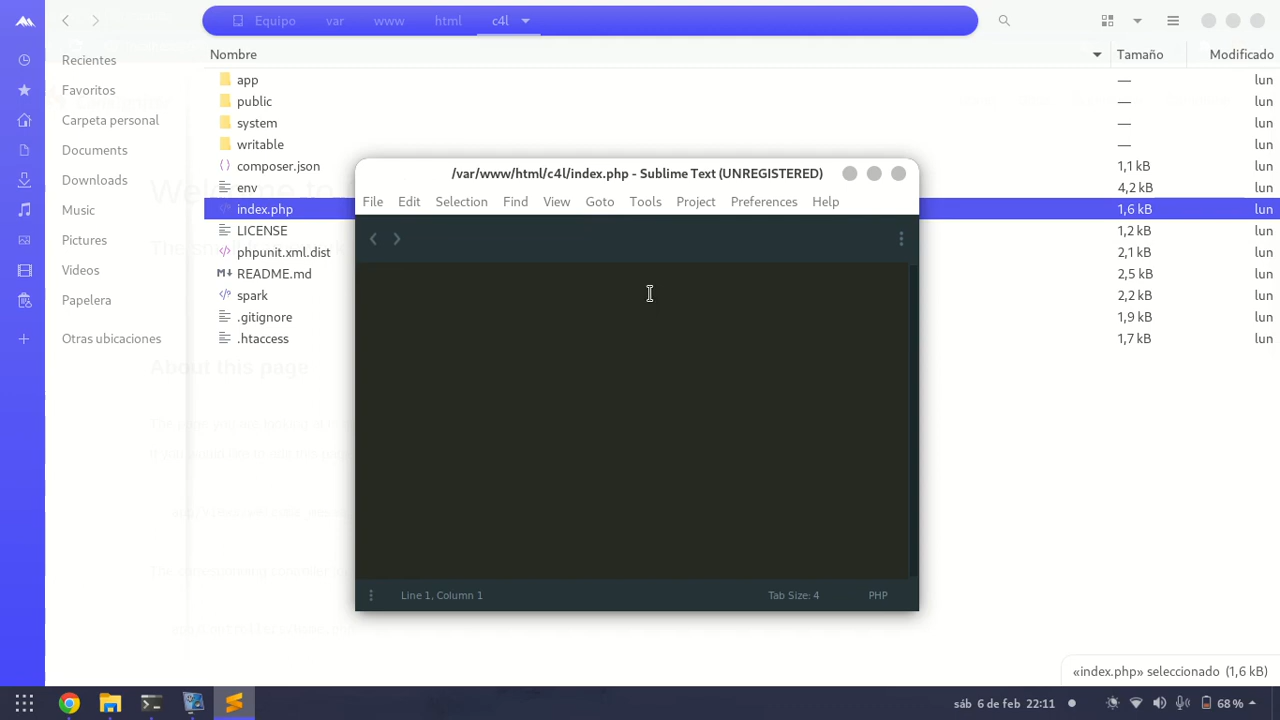 Equipo var www html c4l
Nombre Tamaño Modificado
Recientes
Favoritos
Carpeta personal
Documents
Downloads
Music
Pictures
Videos
Papelera
Otras ubicaciones
app — lun
public — lun
system — lun
writable — lun
composer.json 1,1 kB lun
env 4,2 kB lun
index.php 1,6 kB lun
LICENSE 1,2 kB lun
phpunit.xml.dist 2,1 kB lun
README.md 2,5 kB lun
spark 2,2 kB lun
.gitignore 1,9 kB lun
.htaccess 1,7 kB lun
Welcome to
About this page
/var/www/html/c4l/index.php - Sublime Text (UNREGISTERED)
File Edit Selection Find View Goto Tools Project Preferences Help
Line 1, Column 1 Tab Size: 4 PHP
«index.php» seleccionado (1,6 kB)
sáb 6 de feb 22:11 68 %